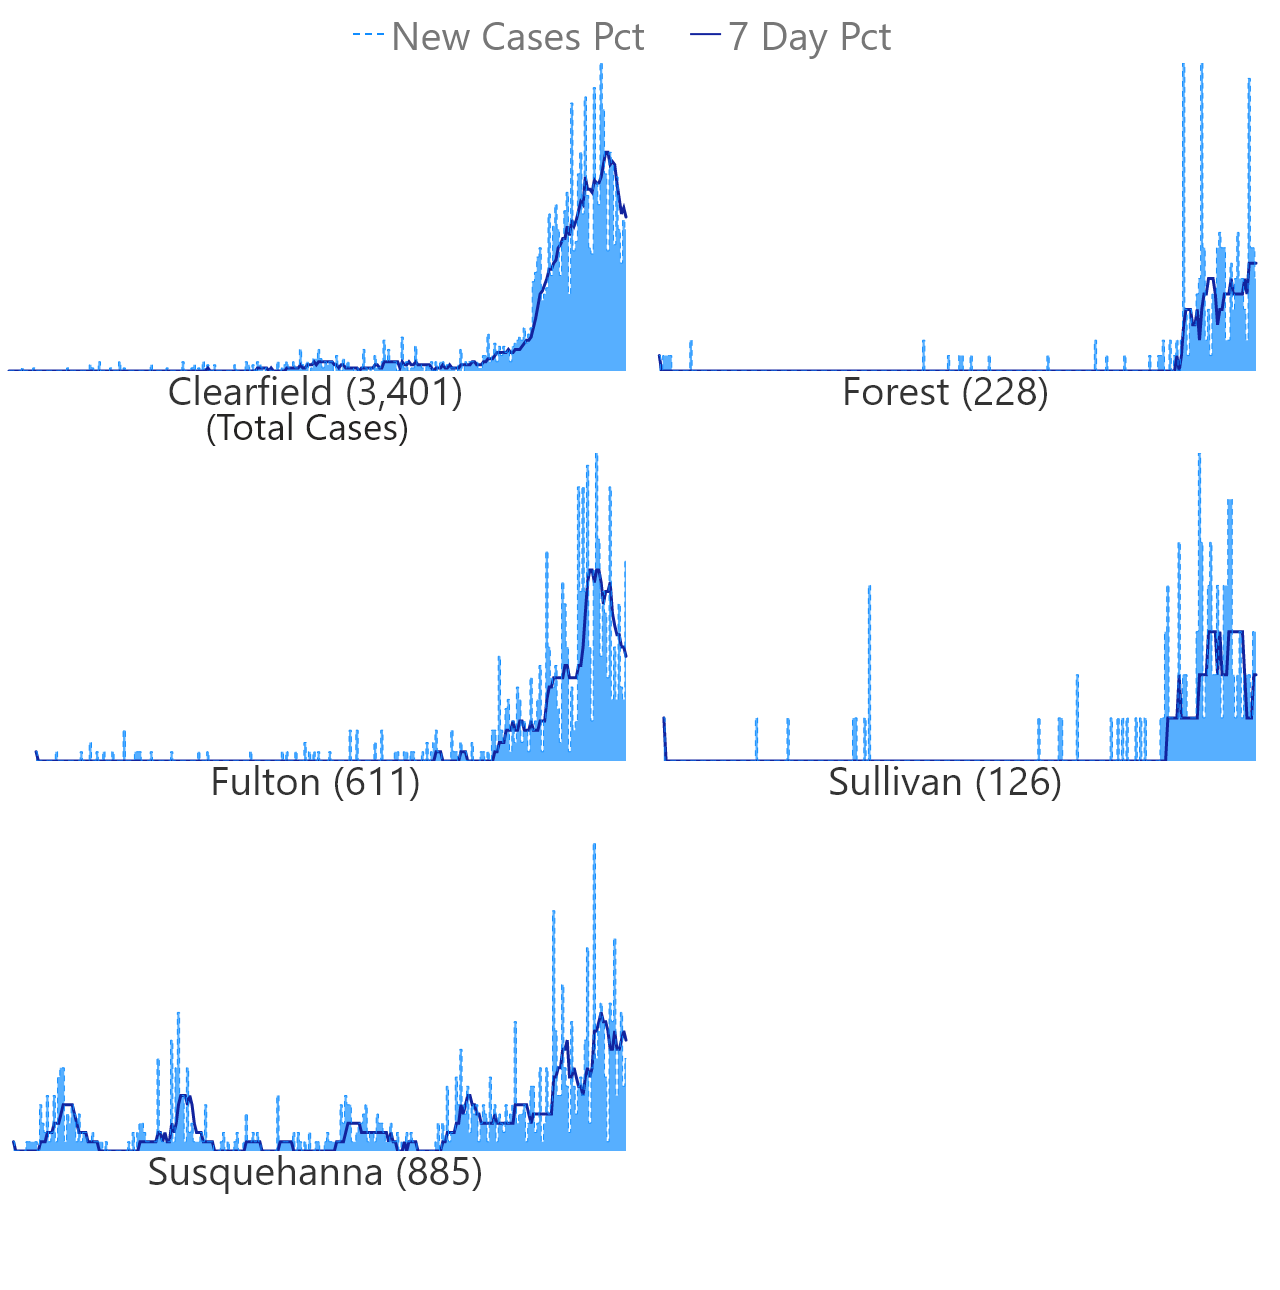 New Cases Pct 7 Day Pct
Clearfield (3,401) Forest (228)
(Total Cases)
Fulton (611) Sullivan (126)
Susquehanna (885)